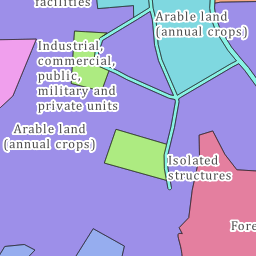 facilities
Arable land
(annual crops)
Industrial,
commercial,
public,
military and
private units
Arable land
(annual crops)
Isolated
structures
Fore